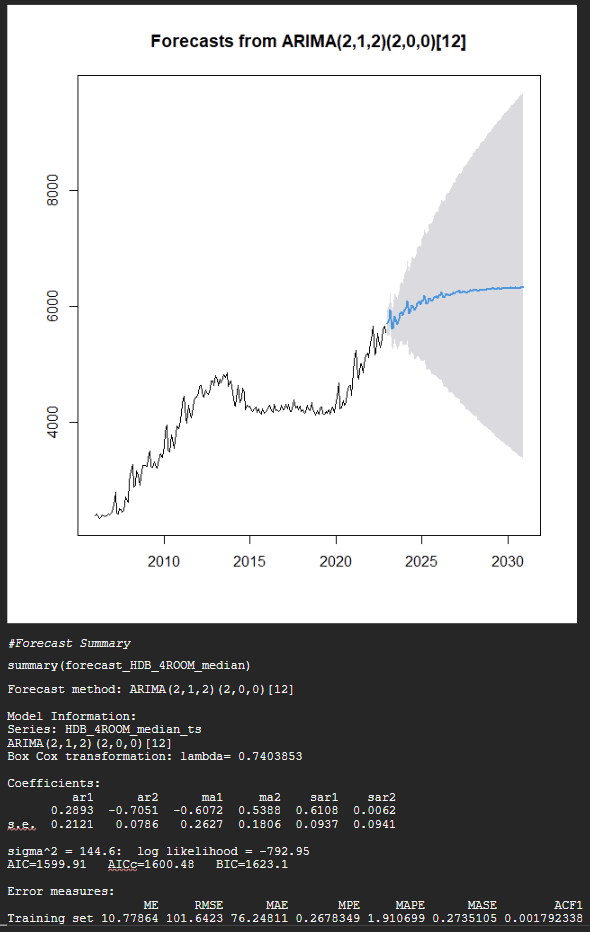 Forecasts from ARIMA(2,1,2)(2,0,0)[12]
8000
6000
4000
2010 2015 2020 2025 2030
#Forecast Summary
summary(forecast_HDB_4ROOM_median)
Forecast method: ARIMA(2,1,2)(2,0,0)[12]
Model Information:
Series: HDB_4ROOM_median_ts
ARIMA(2,1,2)(2,0,0)[12]
Box Cox transformation: lambda= 0.7403853
Coefficients:
ar1 ar2 ma1 ma2 sar1 sar2
0.2893 -0.7051 -0.6072 0.5388 0.6108 0.0062
s.e. 0.2121 0.0786 0.2627 0.1806 0.0937 0.0941
sigma^2 = 144.6: log likelihood = -792.95
AIC=1599.91 AICc=1600.48 BIC=1623.1
Error measures:
ME RMSE MAE MPE MAPE MASE ACF1
Training set 10.77864 101.6423 76.24811 0.2678349 1.910699 0.2735105 0.001792338